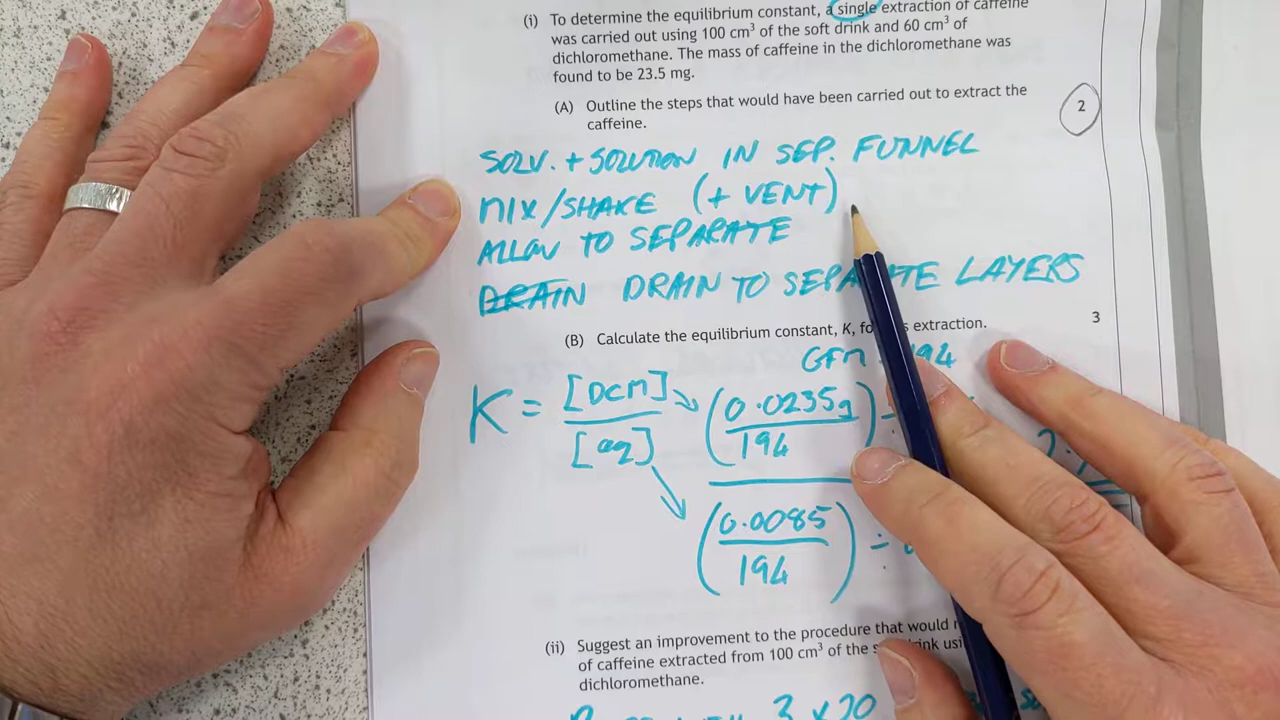 (i) To determine the equilibrium constant, a single extraction of caffeine
was carried out using 100 cm³ of the soft drink and 60 cm³ of
dichloromethane. The mass of caffeine in the dichloromethane was
found to be 23.5 mg.
(A) Outline the steps that would have been carried out to extract the
caffeine.
2
SOLV. + SOLUTION IN SEP. FUNNEL
MIX/SHAKE (+ VENT)
ALLOW TO SEPARATE
DRAIN DRAIN TO SEPARATE LAYERS
(B) Calculate the equilibrium constant, K, extraction.
3
GFM 194
K = [DCM] / [aq]
(0.0235g / 194) ÷
(0.0085 / 194) ÷
(ii) Suggest an improvement to the procedure that would
of caffeine extracted from 100 cm³ of the
dichloromethane.
3 x 20